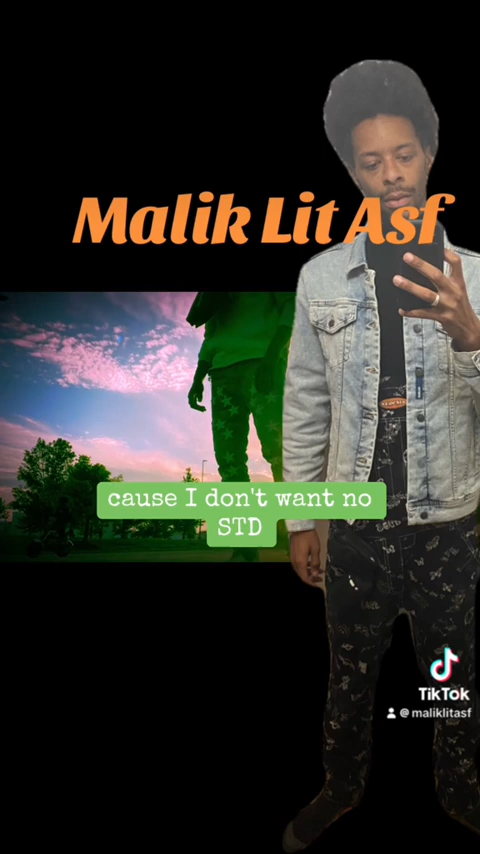 Malik Lit Asf
cause I don't want no
STD
TikTok
@maliklitasf